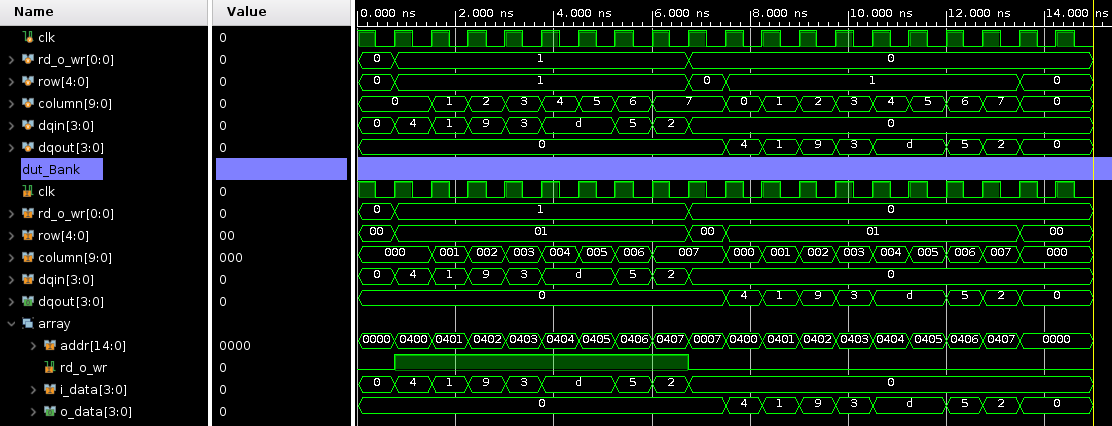 Name Value 0.000 ns 2.000 ns 4.000 ns 6.000 ns 8.000 ns 10.000 ns 12.000 ns 14.000 ns
clk 0
rd_o_wr[0:0] 0 0 1 0
row[4:0] 0 0 1 0 1 0
column[9:0] 0 0 1 2 3 4 5 6 7 0 1 2 3 4 5 6 7 0
dqin[3:0] 0 0 4 1 9 3 d 5 2 0
dqout[3:0] 0 0 4 1 9 3 d 5 2 0
dut_Bank
clk 0
rd_o_wr[0:0] 0 0 1 0
row[4:0] 00 00 01 00 01 00
column[9:0] 000 000 001 002 003 004 005 006 007 000 001 002 003 004 005 006 007 000
dqin[3:0] 0 0 4 1 9 3 d 5 2 0
dqout[3:0] 0 0 4 1 9 3 d 5 2 0
array
addr[14:0] 0000 0000 0400 0401 0402 0403 0404 0405 0406 0407 0007 0400 0401 0402 0403 0404 0405 0406 0407 0000
rd_o_wr 0
i_data[3:0] 0 0 4 1 9 3 d 5 2 0
o_data[3:0] 0 0 4 1 9 3 d 5 2 0